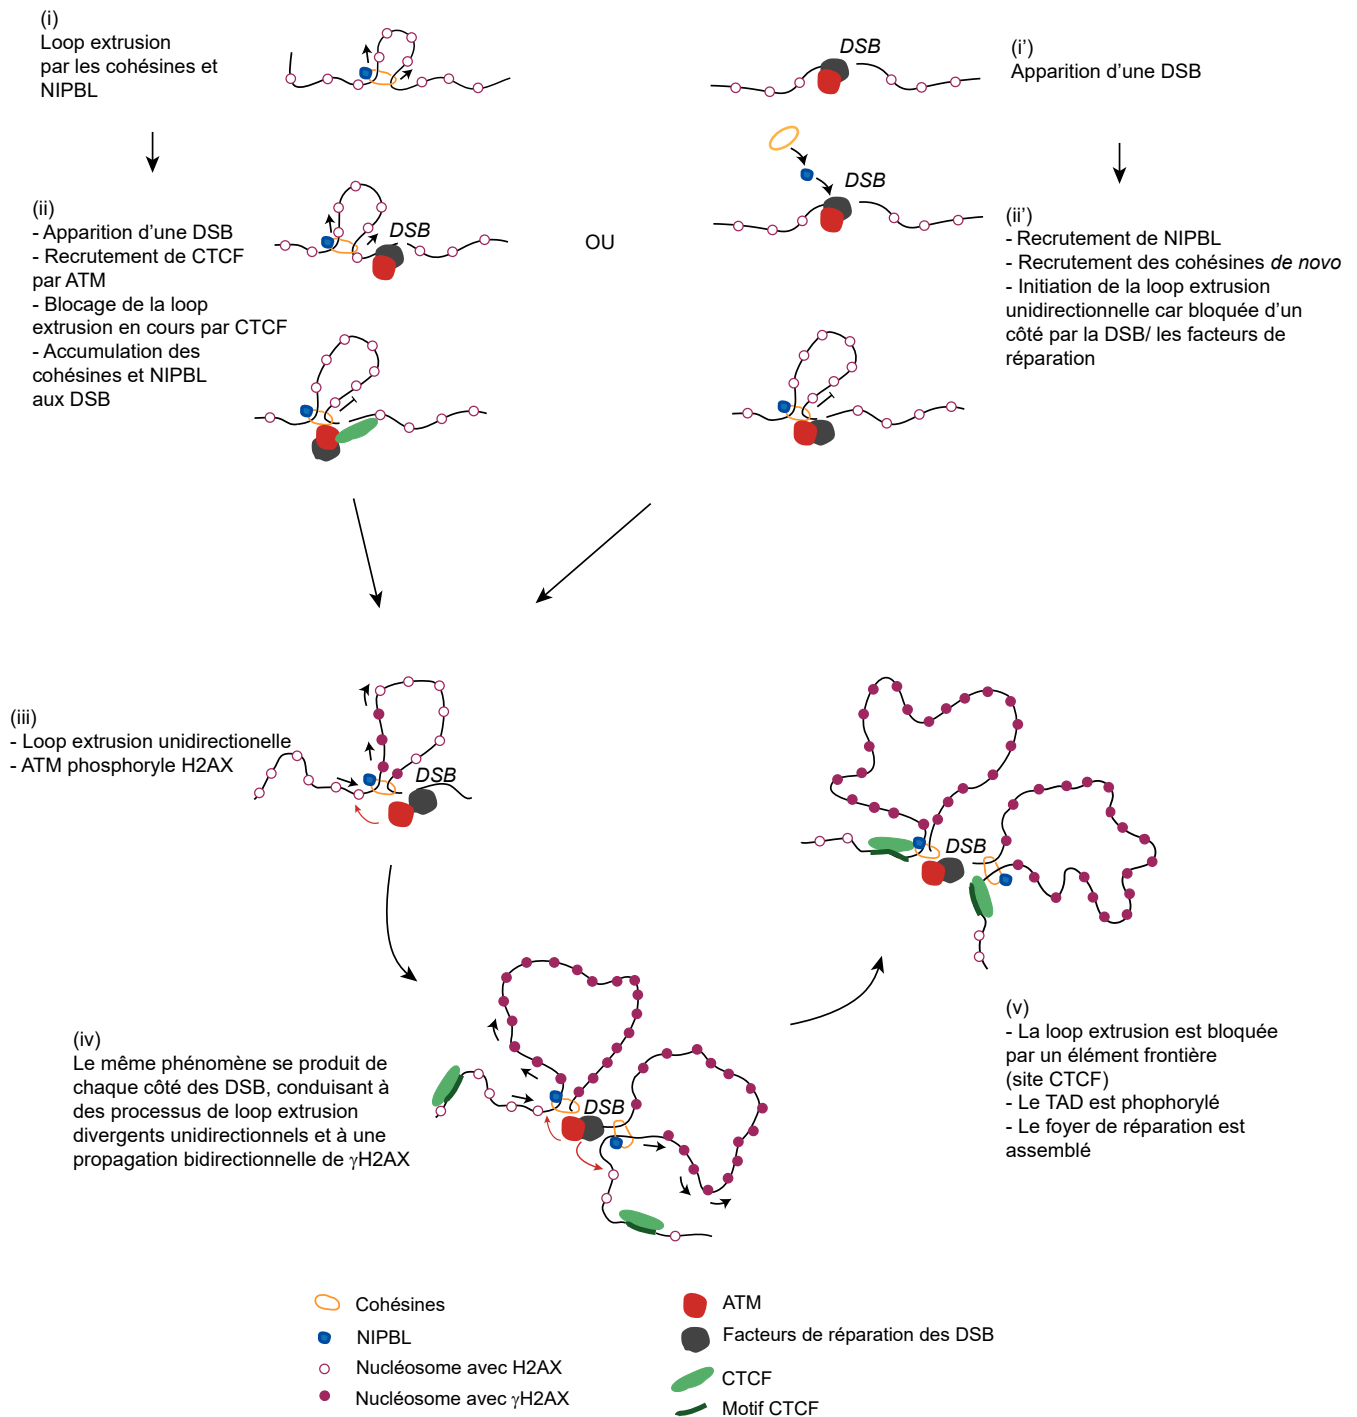 (i)
Loop extrusion
par les cohésines et
NIPBL
DSB
(i')
Apparition d'une DSB
(ii)
- Apparition d'une DSB
- Recrutement de CTCF
par ATM
- Blocage de la loop
extrusion en cours par CTCF
- Accumulation des
cohésines et NIPBL
aux DSB
DSB
OU
DSB
(ii')
- Recrutement de NIPBL
- Recrutement des cohésines de novo
- Initiation de la loop extrusion
unidirectionnelle car bloquée d'un
côté par la DSB/ les facteurs de
réparation
(iii)
- Loop extrusion unidirectionelle
- ATM phosphoryle H2AX
DSB
DSB
(iv)
Le même phénomène se produit de
chaque côté des DSB, conduisant à
des processus de loop extrusion
divergents unidirectionnels et à une
propagation bidirectionnelle de γH2AX
DSB
(v)
- La loop extrusion est bloquée
par un élément frontière
(site CTCF)
- Le TAD est phophorylé
- Le foyer de réparation est
assemblé
Cohésines
NIPBL
Nucléosome avec H2AX
Nucléosome avec γH2AX
ATM
Facteurs de réparation des DSB
CTCF
Motif CTCF